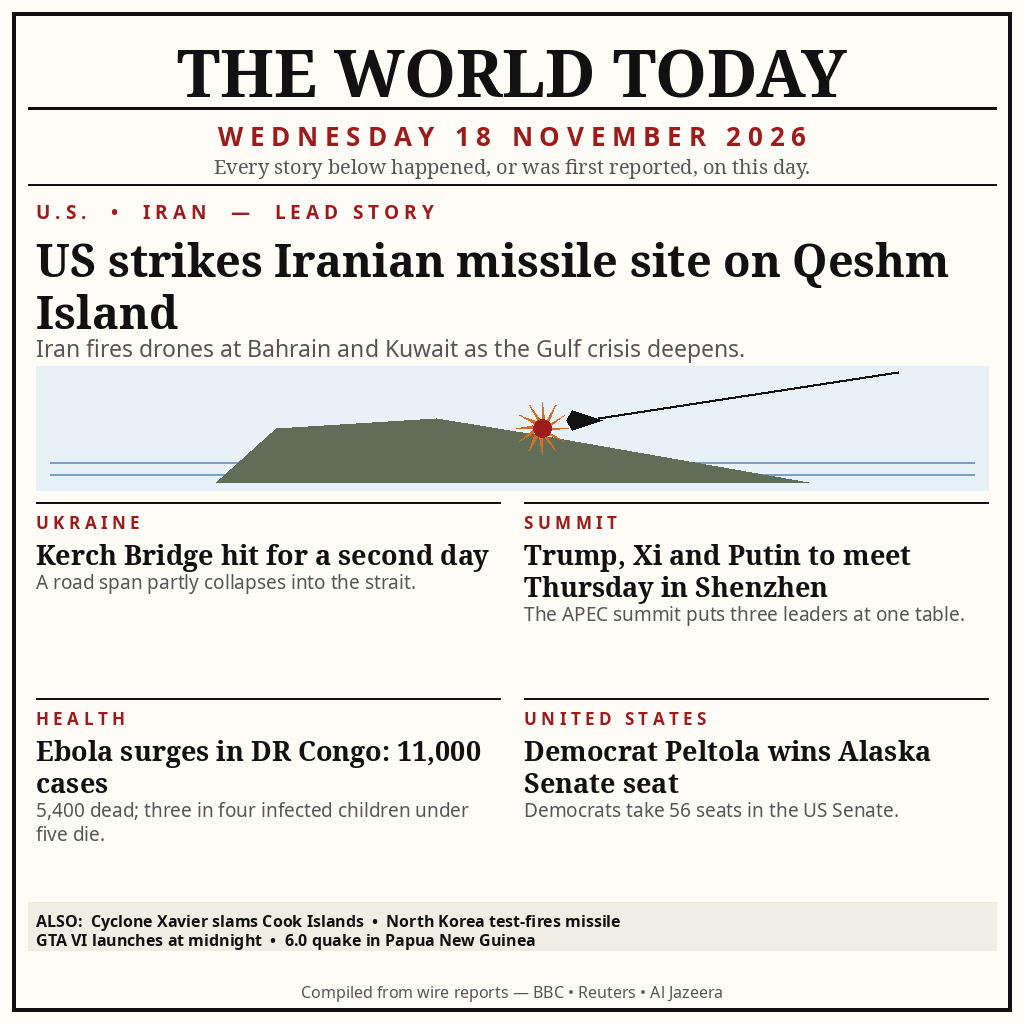 THE WORLD TODAY
WEDNESDAY 18 NOVEMBER 2026
Every story below happened, or was first reported, on this day.
U.S. • IRAN — LEAD STORY
US strikes Iranian missile site on Qeshm
Island
Iran fires drones at Bahrain and Kuwait as the Gulf crisis deepens.
UKRAINE
Kerch Bridge hit for a second day
A road span partly collapses into the strait.
SUMMIT
Trump, Xi and Putin to meet
Thursday in Shenzhen
The APEC summit puts three leaders at one table.
HEALTH
Ebola surges in DR Congo: 11,000
cases
5,400 dead; three in four infected children under
five die.
UNITED STATES
Democrat Peltola wins Alaska
Senate seat
Democrats take 56 seats in the US Senate.
ALSO: Cyclone Xavier slams Cook Islands • North Korea test-fires missile
GTA VI launches at midnight • 6.0 quake in Papua New Guinea
Compiled from wire reports — BBC • Reuters • Al Jazeera